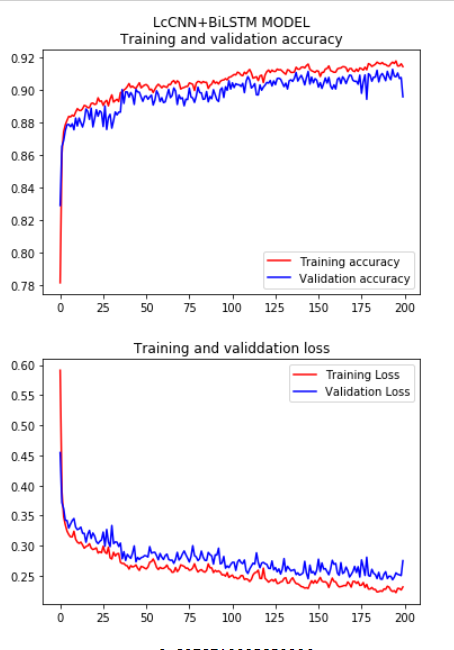 LcCNN+BiLSTM MODEL
Training and validation accuracy
0.92
0.90
0.88
0.86
0.84
0.82
0.80
0.78
Training accuracy
Validation accuracy
0 25 50 75 100 125 150 175 200
Training and validdation loss
0.60
0.55
0.50
0.45
0.40
0.35
0.30
0.25
Training Loss
Validation Loss
0 25 50 75 100 125 150 175 200